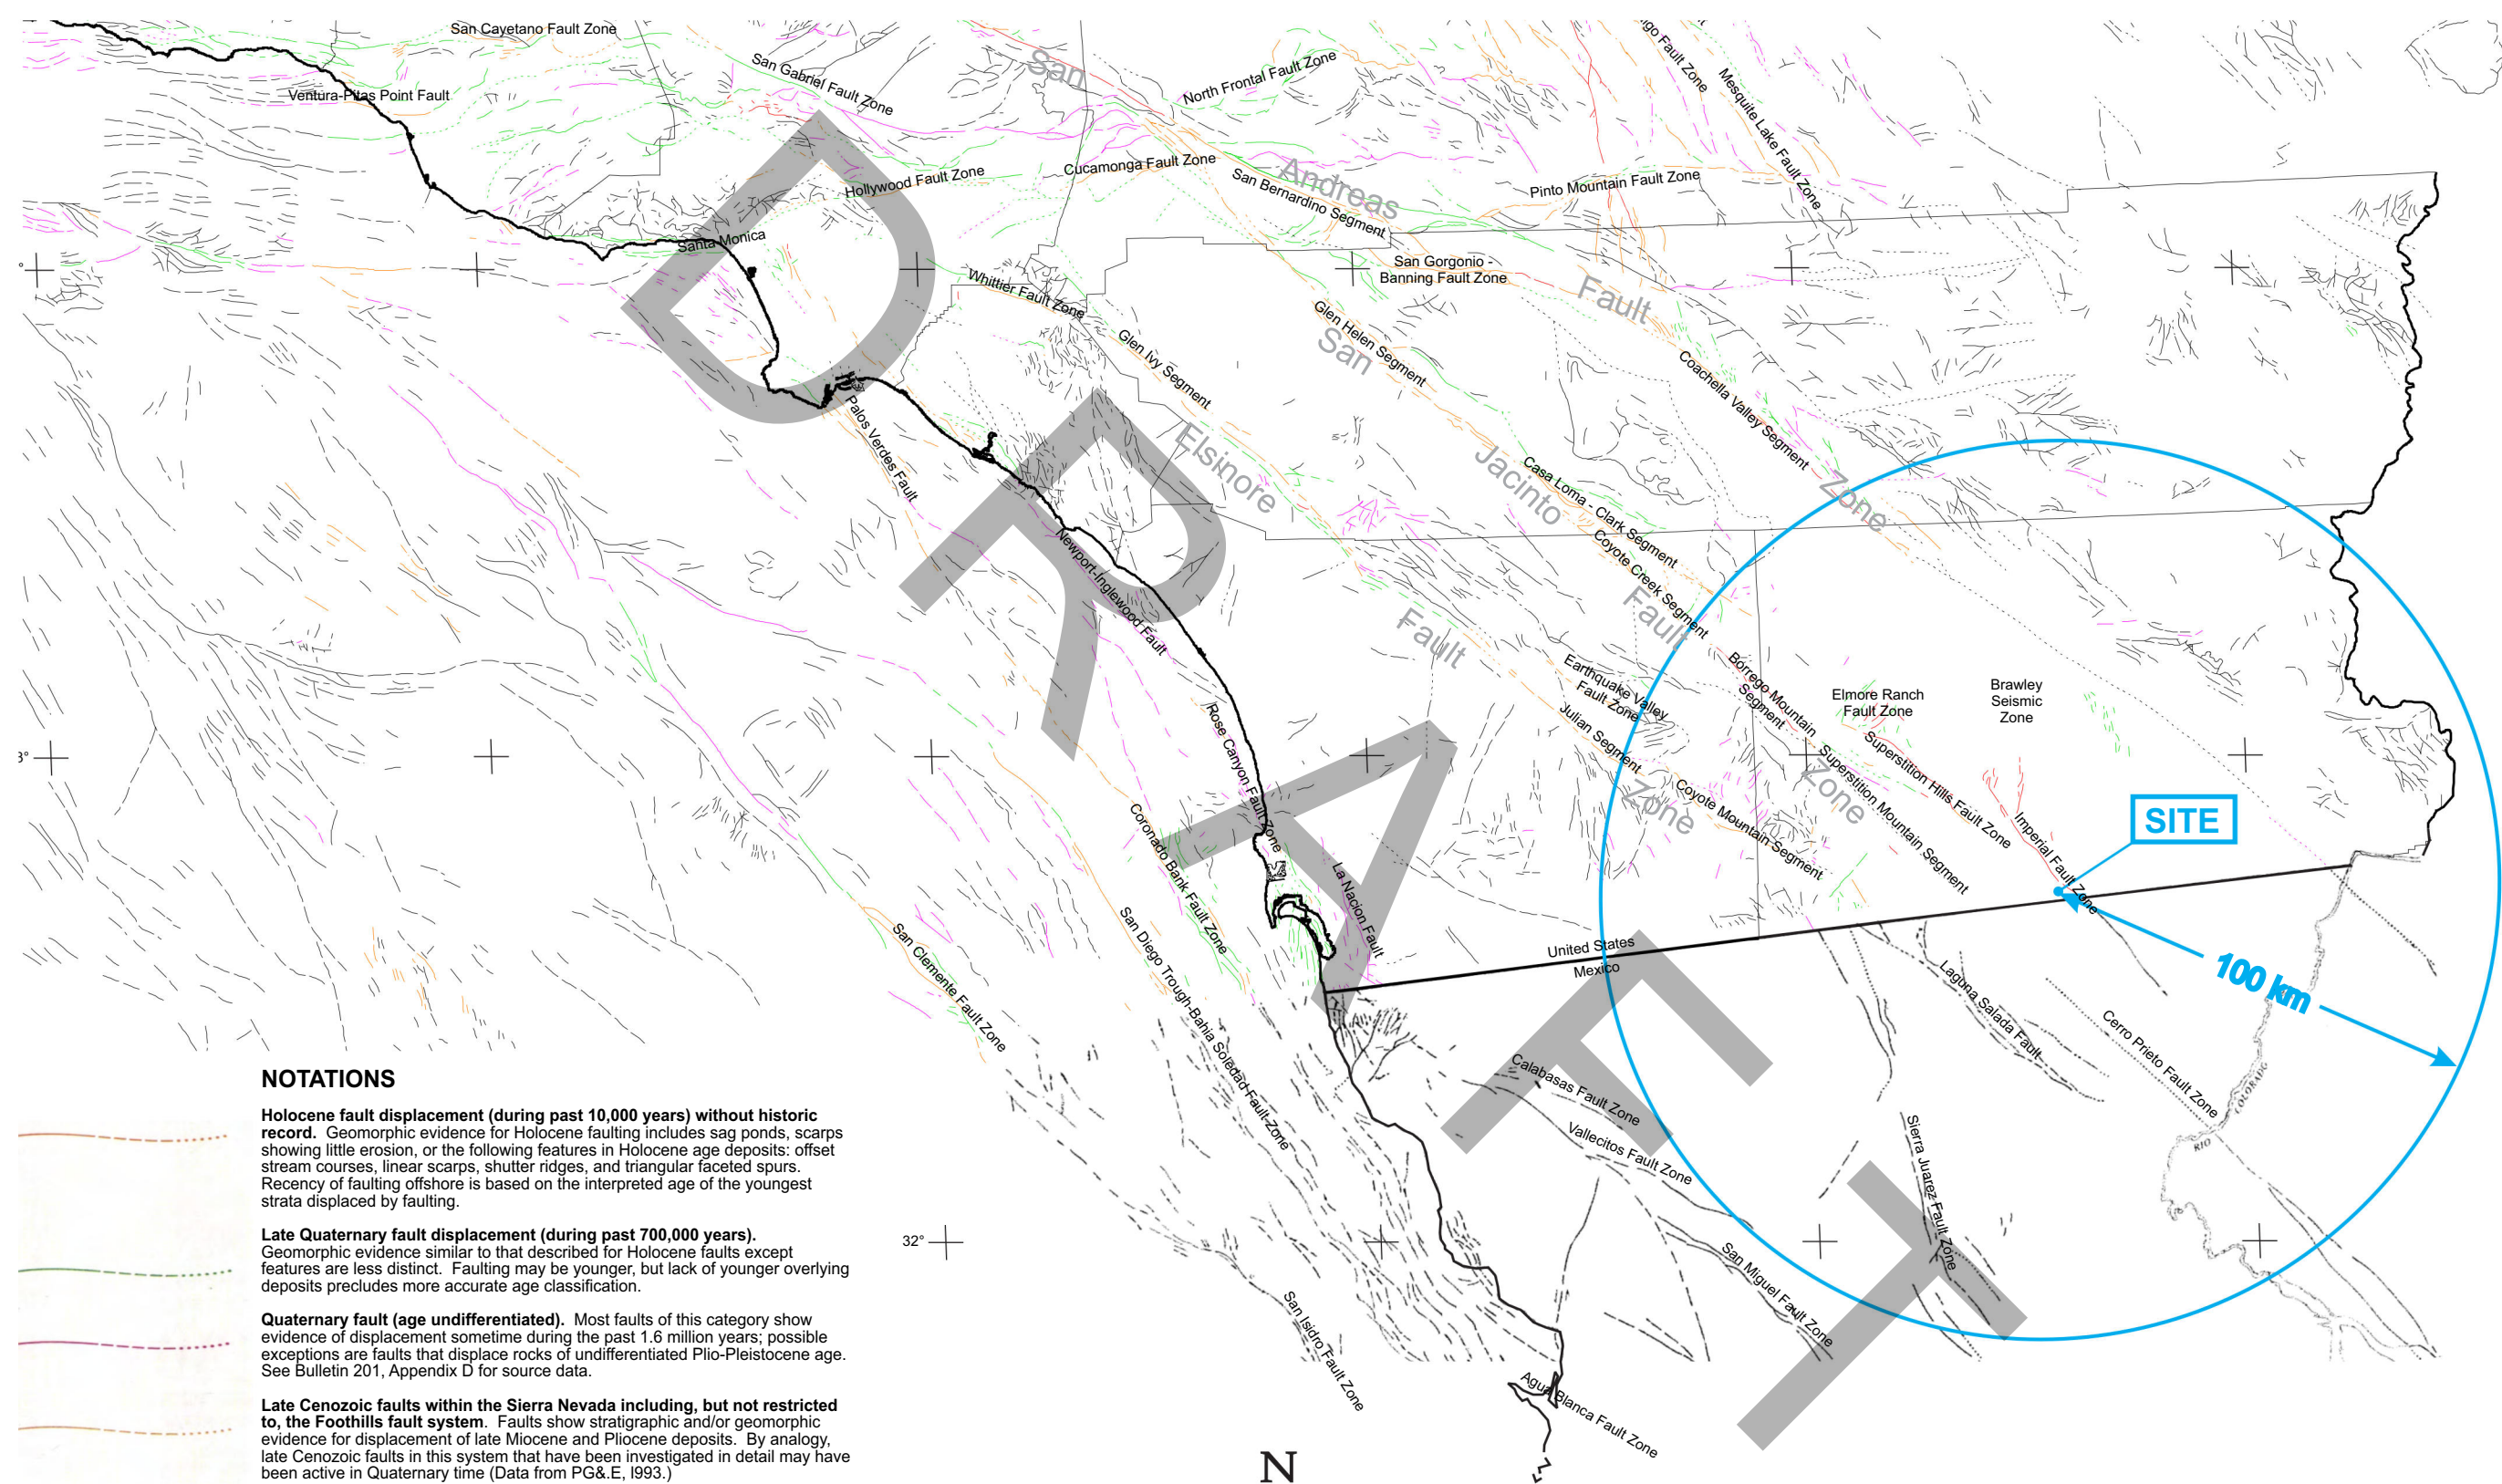 San Cayetano Fault Zone
Ventura-Pitas Point Fault
San Gabriel Fault Zone
San
Andreas
Fault
Zone
North Frontal Fault Zone
Fault Zone
Mesquite Lake Fault Zone
Hollywood Fault Zone
Cucamonga Fault Zone
San Bernardino Segment
Pinto Mountain Fault Zone
Santa Monica
San Gorgonio -
Banning Fault Zone
Whittier Fault Zone
Glen Ivy Segment
Glen Helen Segment
San
Jacinto
Fault
Zone
Coachella Valley Segment
Palos Verdes Fault
Elsinore
Fault
Zone
Casa Loma - Clark Segment
Coyote Creek Segment
Newport-Inglewood Fault
Earthquake Valley
Fault Zone
Julian Segment
Borrego Mountain
Segment
Elmore Ranch
Fault Zone
Brawley
Seismic
Zone
Superstition Hills Fault Zone
Superstition Mountain Segment
Coyote Mountain Segment
Imperial Fault Zone
SITE
100 km
Rose Canyon Fault Zone
Coronado Bank Fault Zone
La Nacion Fault
San Diego Trough-Bahia Soledad Fault-Zone
San Clemente Fault Zone
United States
Mexico
Laguna Salada Fault
Cerro Prieto Fault Zone
RIO
COLORADO
Calabasas Fault Zone
Vallecitos Fault Zone
Sierra Juarez Fault Zone
San Miguel Fault Zone
San Isidro Fault Zone
Agua Blanca Fault Zone
3°
32°
N
DRAFT
NOTATIONS
Holocene fault displacement (during past 10,000 years) without historic
record. Geomorphic evidence for Holocene faulting includes sag ponds, scarps
showing little erosion, or the following features in Holocene age deposits: offset
stream courses, linear scarps, shutter ridges, and triangular faceted spurs.
Recency of faulting offshore is based on the interpreted age of the youngest
strata displaced by faulting.
Late Quaternary fault displacement (during past 700,000 years).
Geomorphic evidence similar to that described for Holocene faults except
features are less distinct. Faulting may be younger, but lack of younger overlying
deposits precludes more accurate age classification.
Quaternary fault (age undifferentiated). Most faults of this category show
evidence of displacement sometime during the past 1.6 million years; possible
exceptions are faults that displace rocks of undifferentiated Plio-Pleistocene age.
See Bulletin 201, Appendix D for source data.
Late Cenozoic faults within the Sierra Nevada including, but not restricted
to, the Foothills fault system. Faults show stratigraphic and/or geomorphic
evidence for displacement of late Miocene and Pliocene deposits. By analogy,
late Cenozoic faults in this system that have been investigated in detail may have
been active in Quaternary time (Data from PG&.E, l993.)